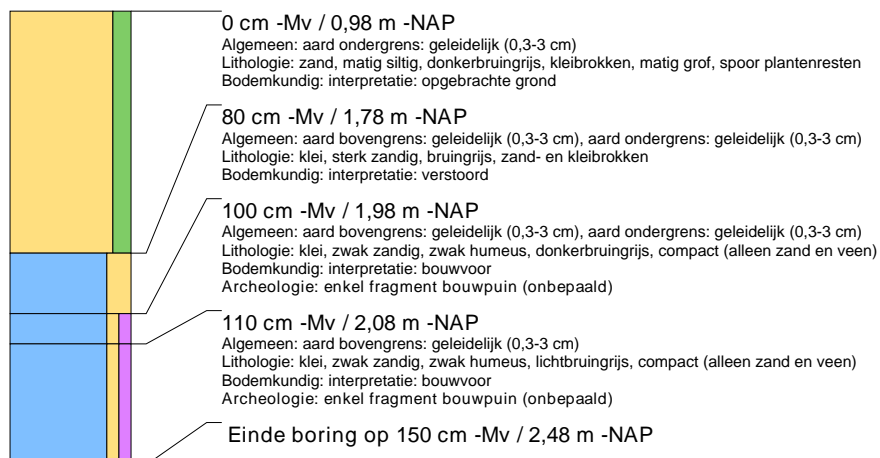 0 cm -Mv / 0,98 m -NAP
Algemeen: aard ondergrens: geleidelijk (0,3-3 cm)
Lithologie: zand, matig siltig, donkerbruingrijs, kleibrokken, matig grof, spoor plantenresten
Bodemkundig: interpretatie: opgebrachte grond
80 cm -Mv / 1,78 m -NAP
Algemeen: aard bovengrens: geleidelijk (0,3-3 cm), aard ondergrens: geleidelijk (0,3-3 cm)
Lithologie: klei, sterk zandig, bruingrijs, zand- en kleibrokken
Bodemkundig: interpretatie: verstoord
100 cm -Mv / 1,98 m -NAP
Algemeen: aard bovengrens: geleidelijk (0,3-3 cm), aard ondergrens: geleidelijk (0,3-3 cm)
Lithologie: klei, zwak zandig, zwak humeus, donkerbruingrijs, compact (alleen zand en veen)
Bodemkundig: interpretatie: bouwvoor
Archeologie: enkel fragment bouwpuin (onbepaald)
110 cm -Mv / 2,08 m -NAP
Algemeen: aard bovengrens: geleidelijk (0,3-3 cm)
Lithologie: klei, zwak zandig, zwak humeus, lichtbruingrijs, compact (alleen zand en veen)
Bodemkundig: interpretatie: bouwvoor
Archeologie: enkel fragment bouwpuin (onbepaald)
Einde boring op 150 cm -Mv / 2,48 m -NAP